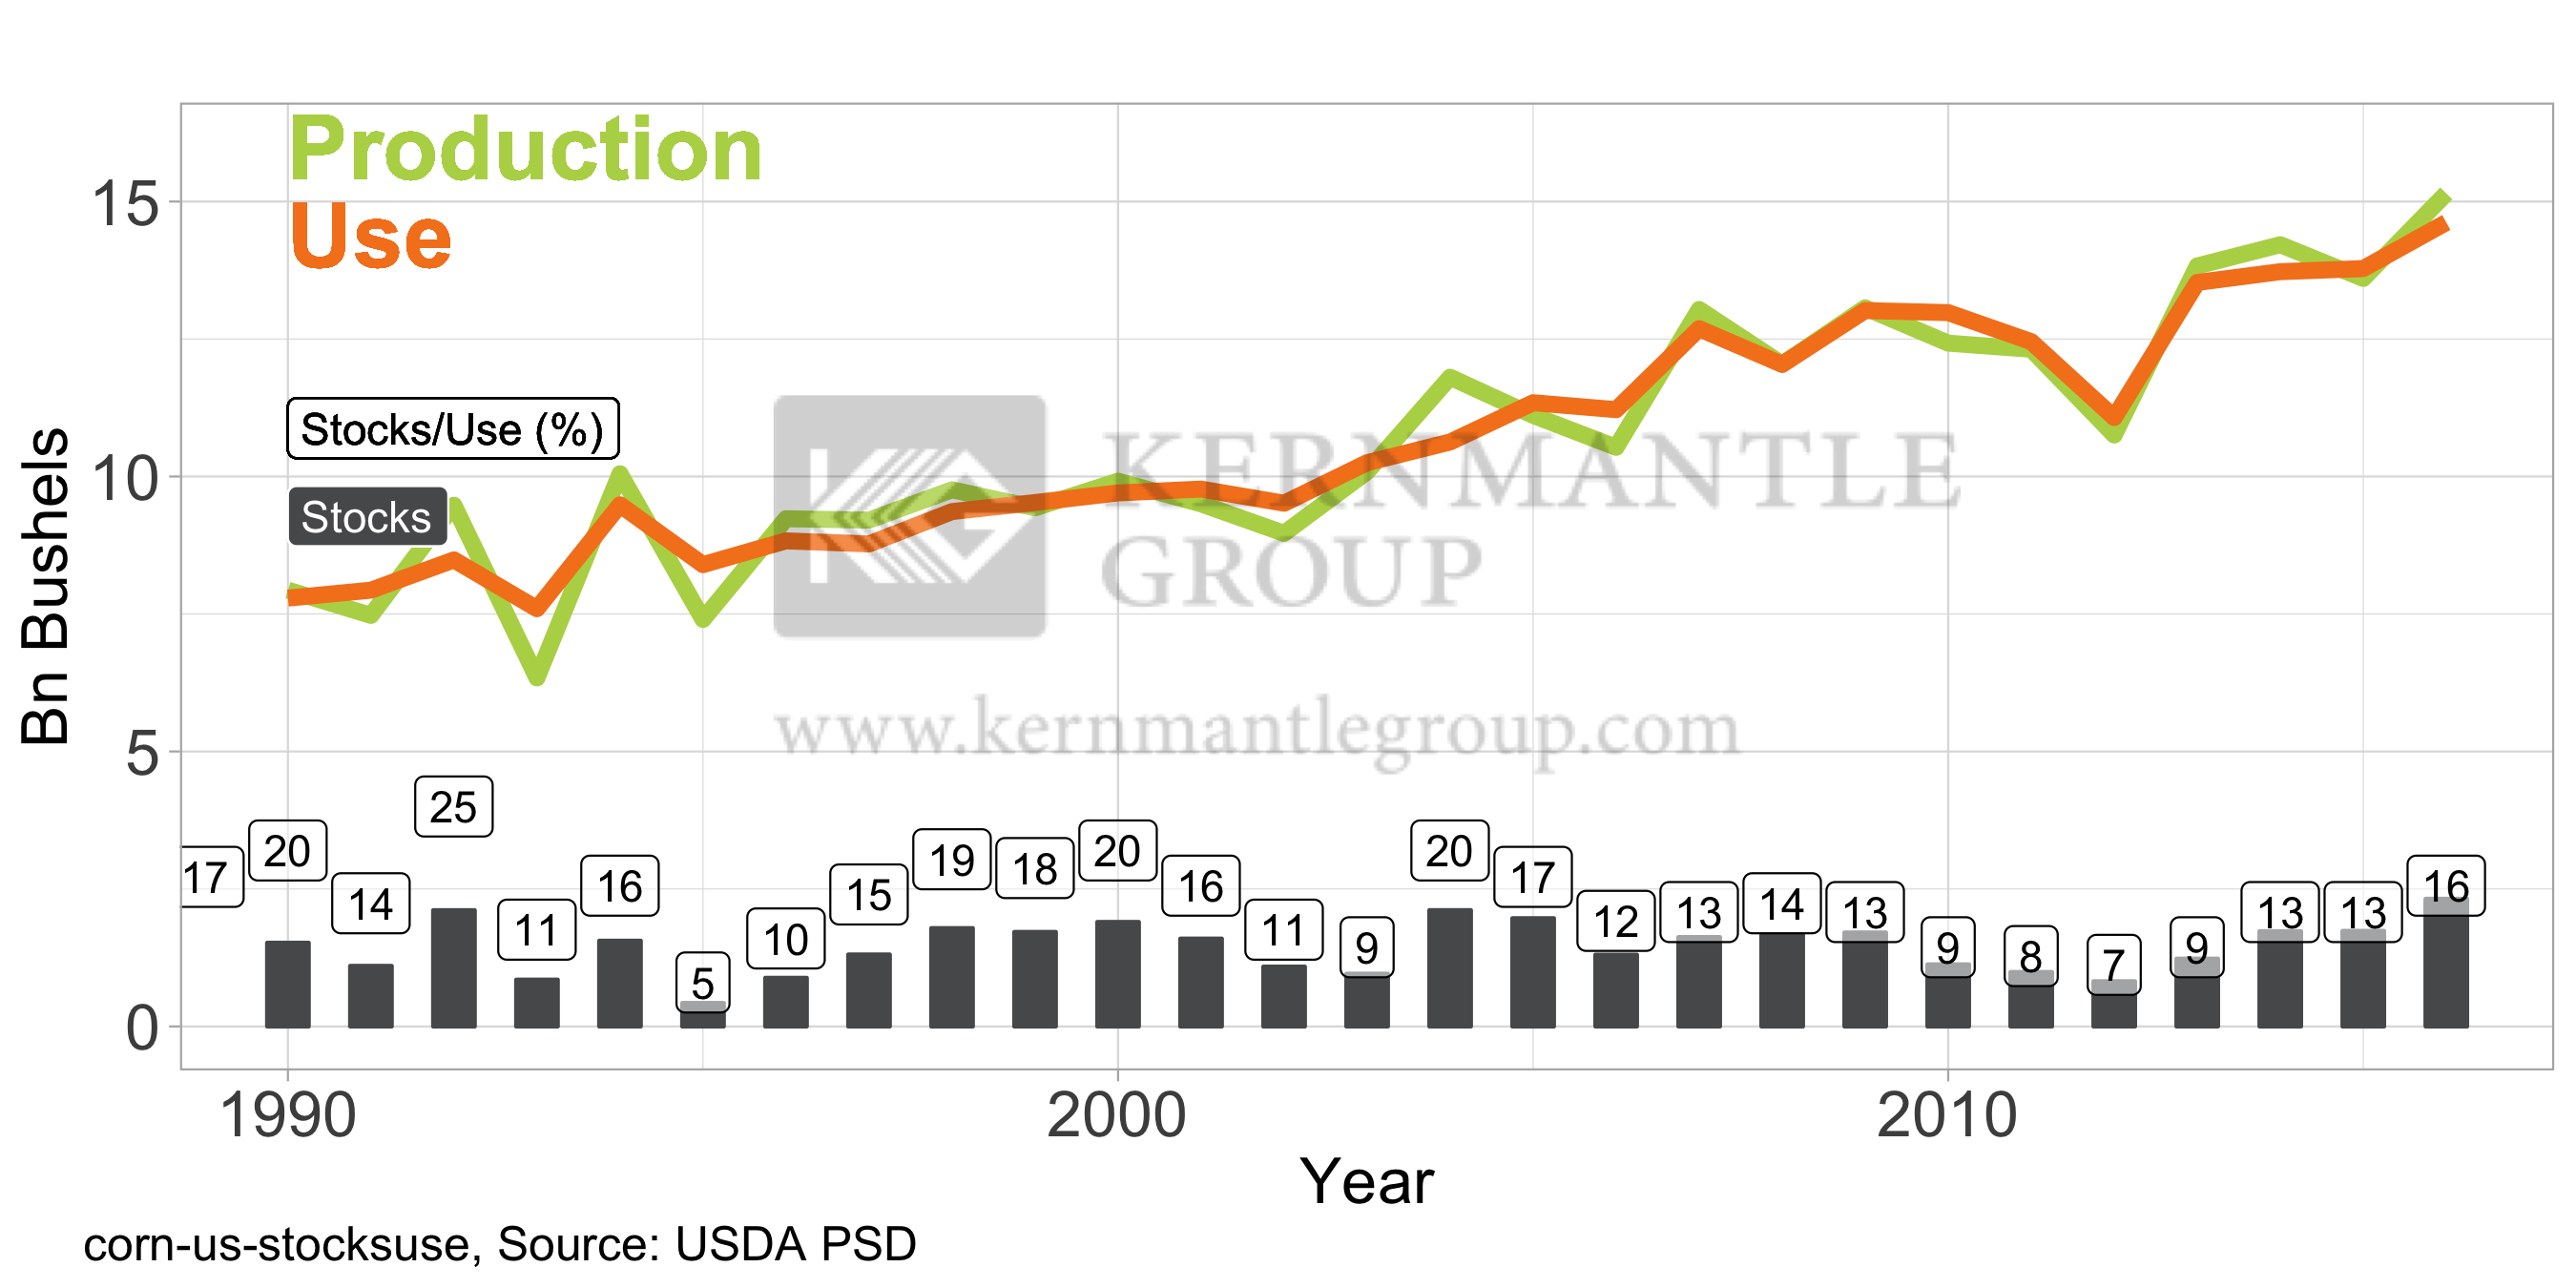 Production
Use
Stocks/Use (%)
Stocks
Bn Bushels
15
10
5
0
KERNMANTLE
GROUP
www.kernmantlegroup.com
17 20 14 25 11 16 5 10 15 19 18 20 16 11 9 20 17 12 13 14 13 9 8 7 9 13 13 16
1990 2000 2010
Year
corn-us-stocksuse, Source: USDA PSD